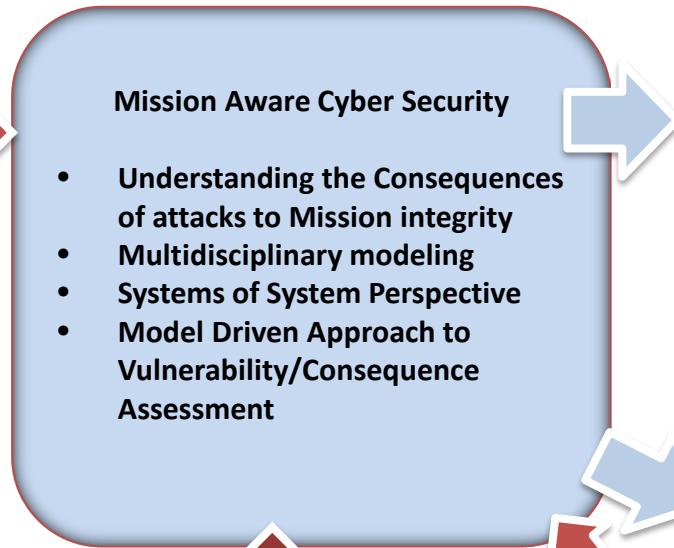 Mission Aware Cyber Security
• Understanding the Consequences
of attacks to Mission integrity
• Multidisciplinary modeling
• Systems of System Perspective
• Model Driven Approach to
Vulnerability/Consequence
Assessment